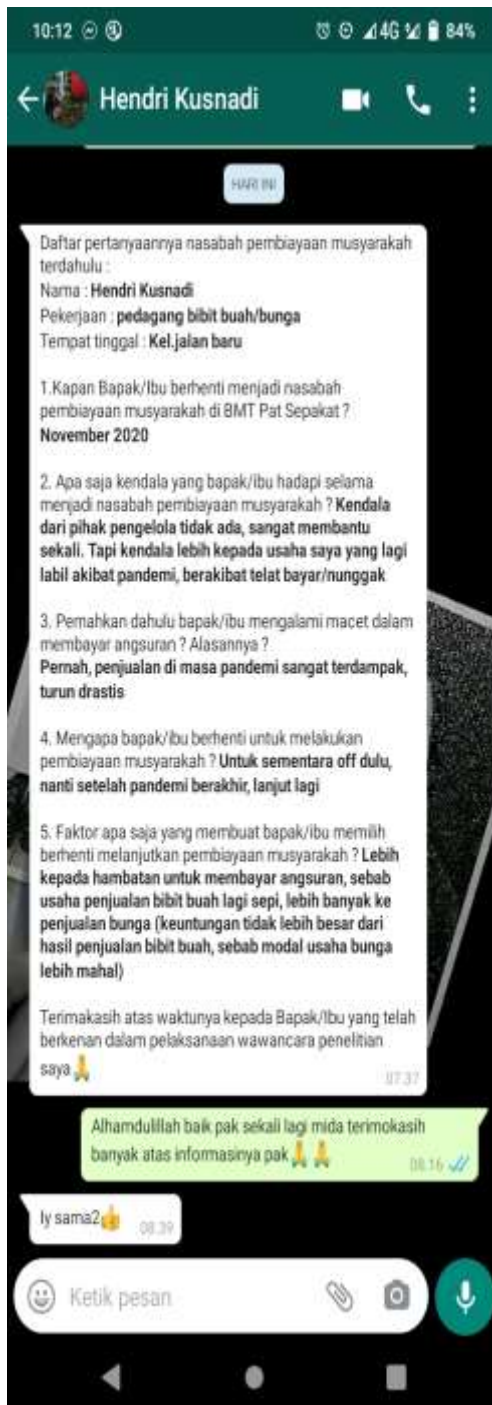 10:12
4G 84%
Hendri Kusnadi
HARI INI
Daftar pertanyaannya nasabah pembiayaan musyarakah
terdahulu :
Nama : Hendri Kusnadi
Pekerjaan : pedagang bibit buah/bunga
Tempat tinggal : Kel.jalan baru
1.Kapan Bapak/Ibu berhenti menjadi nasabah
pembiayaan musyarakah di BMT Pat Sepakat ?
November 2020
2. Apa saja kendala yang bapak/ibu hadapi selama
menjadi nasabah pembiayaan musyarakah ? Kendala
dari pihak pengelola tidak ada, sangat membantu
sekali. Tapi kendala lebih kepada usaha saya yang lagi
labil akibat pandemi, berakibat telat bayar/nunggak
3. Pernahkan dahulu bapak/ibu mengalami macet dalam
membayar angsuran ? Alasannya ?
Pernah, penjualan di masa pandemi sangat terdampak,
turun drastis
4. Mengapa bapak/ibu berhenti untuk melakukan
pembiayaan musyarakah ? Untuk sementara off dulu,
nanti setelah pandemi berakhir, lanjut lagi
5. Faktor apa saja yang membuat bapak/ibu memilih
berhenti melanjutkan pembiayaan musyarakah ? Lebih
kepada hambatan untuk membayar angsuran, sebab
usaha penjualan bibit buah lagi sepi, lebih banyak ke
penjualan bunga (keuntungan tidak lebih besar dari
hasil penjualan bibit buah, sebab modal usaha bunga
lebih mahal)
Terimakasih atas waktunya kepada Bapak/Ibu yang telah
berkenan dalam pelaksanaan wawancara penelitian
saya🙏 07.37
Alhamdulillah baik pak sekali lagi mida terimokasih
banyak atas informasinya pak🙏🙏 08.16
Iy sama2👍 08.39
Ketik pesan